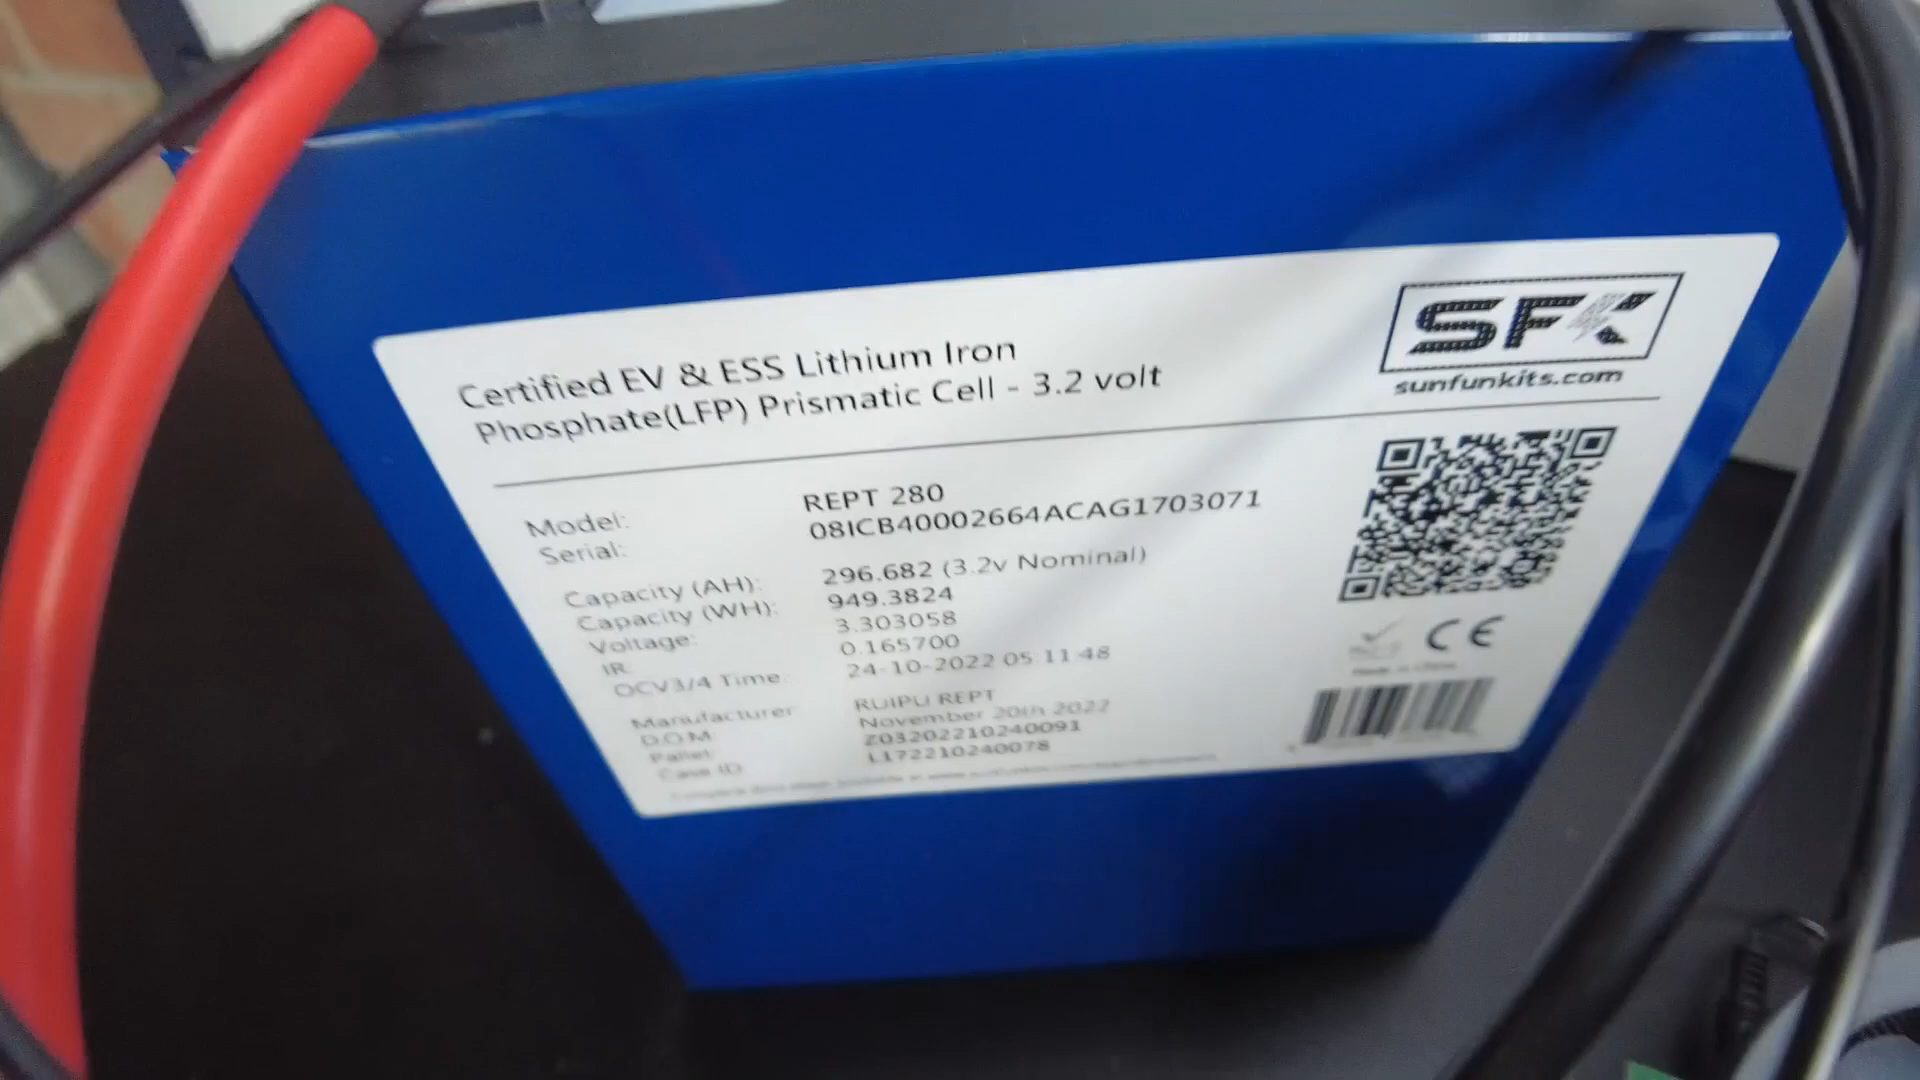 SFK
sunfunkits.com
Certified EV & ESS Lithium Iron
Phosphate(LFP) Prismatic Cell - 3.2 volt
Model: REPT 280
Serial: 08ICB40002664ACAG1703071
Capacity (AH): 296.682 (3.2v Nominal)
Capacity (WH): 949.3824
Voltage: 3.303058
IR: 0.165700
OCV3/4 Time: 24-10-2022 05:11:48
Manufacturer: RUIPU REPT
D.O.M: November 20th 2022
Pallet: Z03202210240091
Case ID: L172210240078
CE